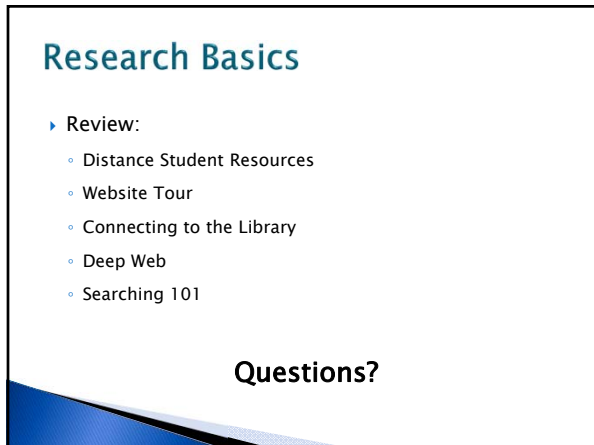 Research Basics
Review:
Distance Student Resources
Website Tour
Connecting to the Library
Deep Web
Searching 101
Questions?